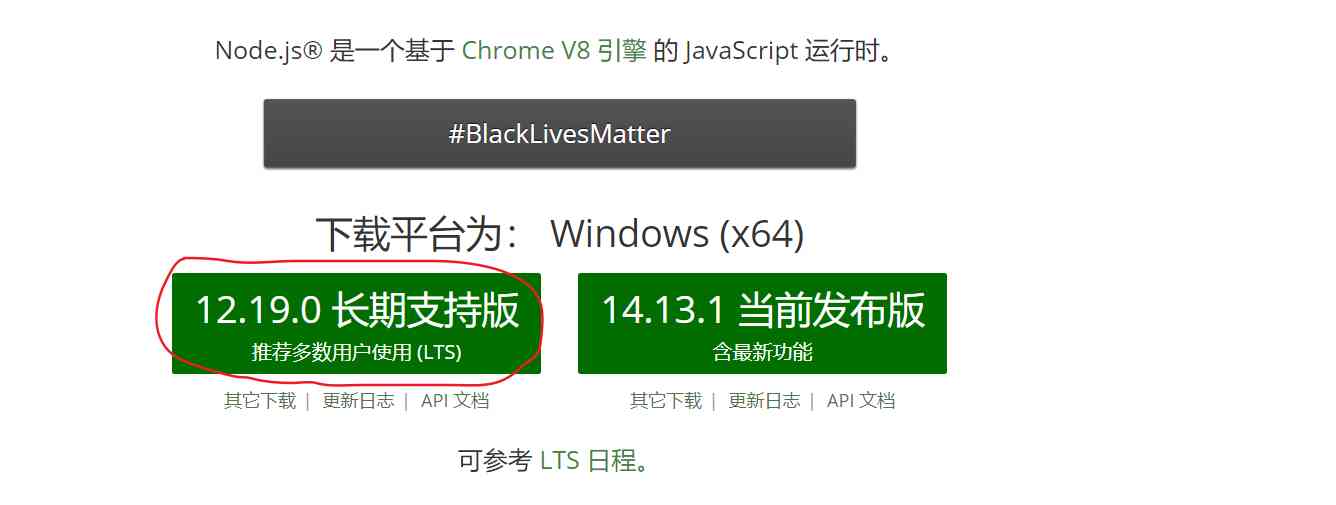 Node.js® 是一个基于 Chrome V8 引擎 的 JavaScript 运行时。
#BlackLivesMatter
下载平台为： Windows (x64)
12.19.0 长期支持版
推荐多数用户使用 (LTS)
其它下载 | 更新日志 | API 文档
14.13.1 当前发布版
含最新功能
其它下载 | 更新日志 | API 文档
可参考 LTS 日程。